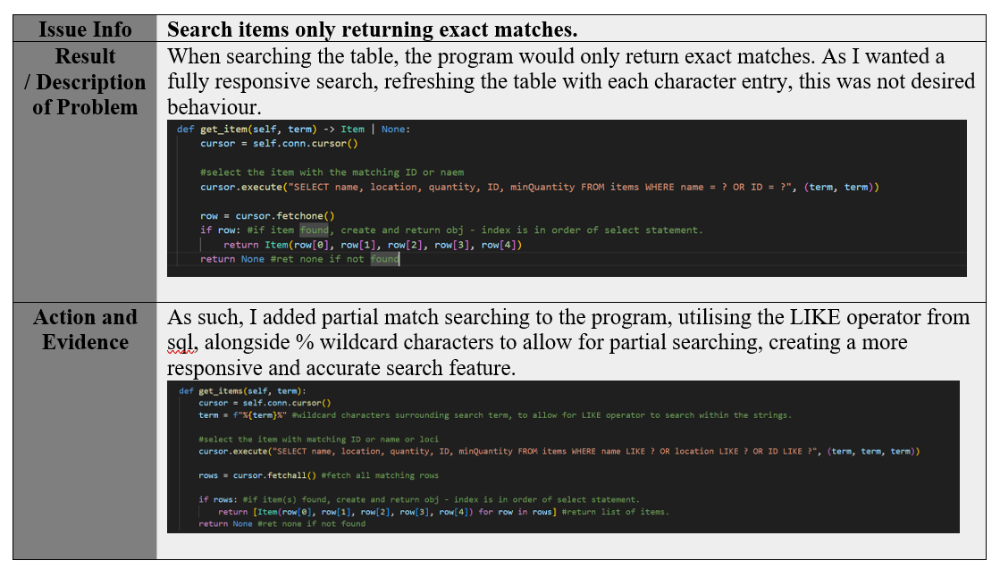 Issue Info
Search items only returning exact matches.
Result
/ Description
of Problem
When searching the table, the program would only return exact matches. As I wanted a
fully responsive search, refreshing the table with each character entry, this was not desired
behaviour.
def get_item(self, term) -> Item | None:
cursor = self.conn.cursor()
#select the item with the matching ID or naem
cursor.execute("SELECT name, location, quantity, ID, minQuantity FROM items WHERE name = ? OR ID = ?", (term, term))
row = cursor.fetchone()
if row: #if item found, create and return obj - index is in order of select statement.
return Item(row[0], row[1], row[2], row[3], row[4])
return None #ret none if not found
Action and
Evidence
As such, I added partial match searching to the program, utilising the LIKE operator from
sql, alongside % wildcard characters to allow for partial searching, creating a more
responsive and accurate search feature.
def get_items(self, term):
cursor = self.conn.cursor()
term = f"%{term}%" #wildcard characters surrounding search term, to allow for LIKE operator to search within the strings.
#select the item with matching ID or name or loci
cursor.execute("SELECT name, location, quantity, ID, minQuantity FROM items WHERE name LIKE ? OR location LIKE ? OR ID LIKE ?", (term, term, term))
rows = cursor.fetchall() #fetch all matching rows
if rows: #if item(s) found, create and return obj - index is in order of select statement.
return [Item(row[0], row[1], row[2], row[3], row[4]) for row in rows] #return list of items.
return None #ret none if not found